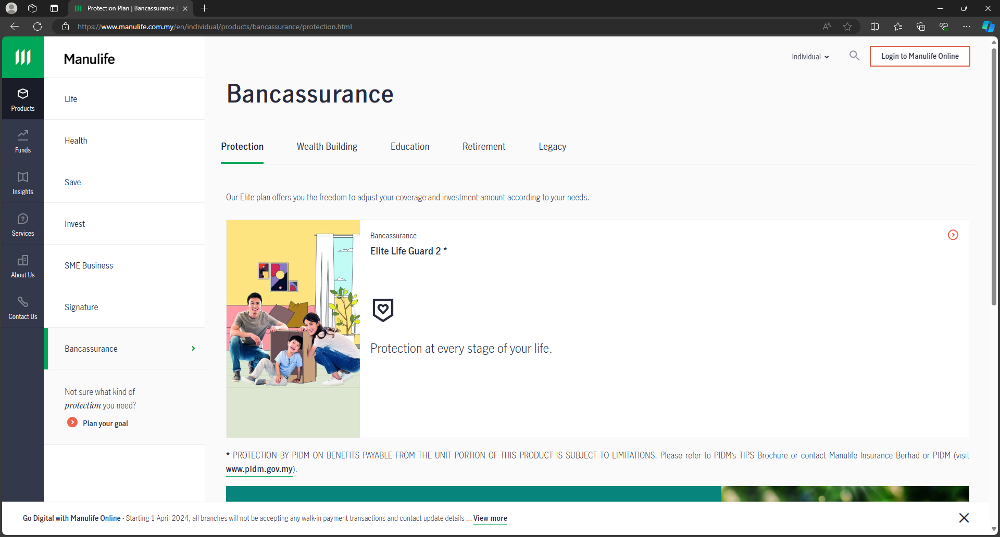 Protection Plan | Bancassurance |
https://www.manulife.com.my/en/individual/products/bancassurance/protection.html
Manulife
Individual
Login to Manulife Online
Products
Funds
Insights
Services
About Us
Contact Us
Life
Health
Save
Invest
SME Business
Signature
Bancassurance
Not sure what kind of
protection you need?
Plan your goal
Bancassurance
Protection
Wealth Building
Education
Retirement
Legacy
Our Elite plan offers you the freedom to adjust your coverage and investment amount according to your needs.
Bancassurance
Elite Life Guard 2 *
Protection at every stage of your life.
* PROTECTION BY PIDM ON BENEFITS PAYABLE FROM THE UNIT PORTION OF THIS PRODUCT IS SUBJECT TO LIMITATIONS. Please refer to PIDM's TIPS Brochure or contact Manulife Insurance Berhad or PIDM (visit
www.pidm.gov.my).
Go Digital with Manulife Online - Starting 1 April 2024, all branches will not be accepting any walk-in payment transactions and contact update details ... View more